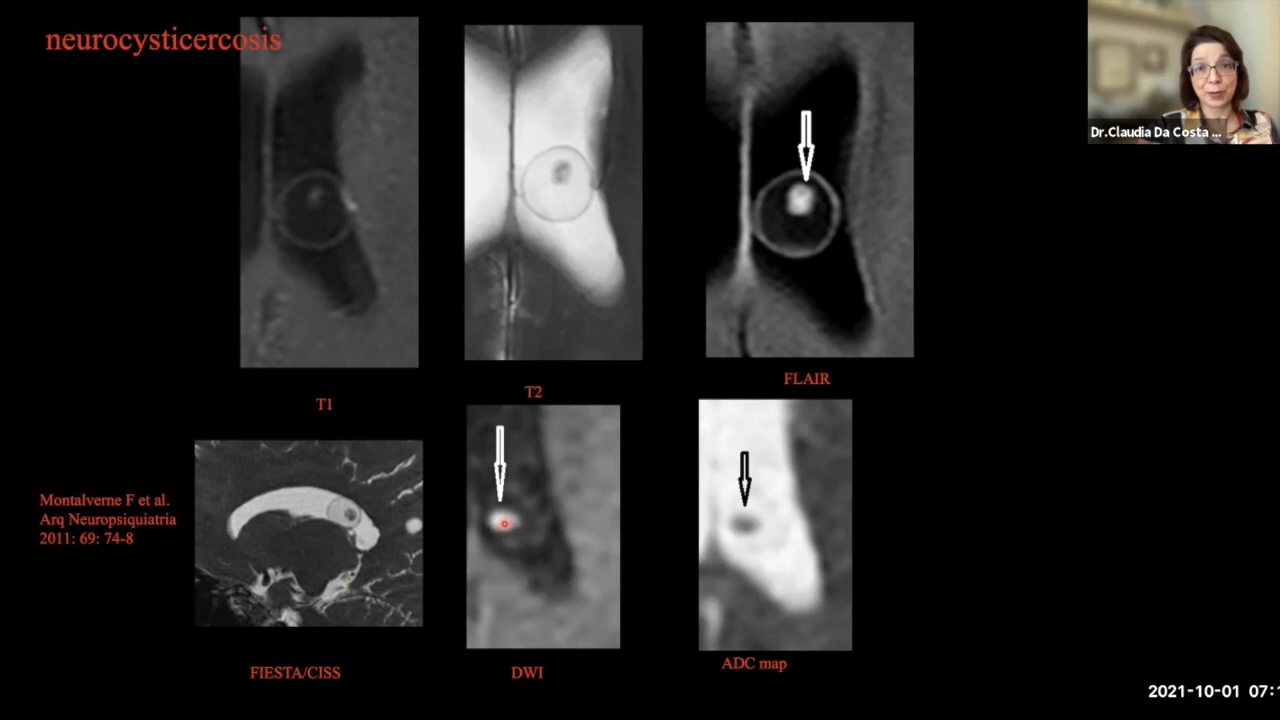 neurocysticercosis
Dr.Claudia Da Costa ...
T1
T2
FLAIR
Montalverne F et al.
Arq Neuropsiquiatria
2011: 69: 74-8
FIESTA/CISS
DWI
ADC map
2021-10-01 07: